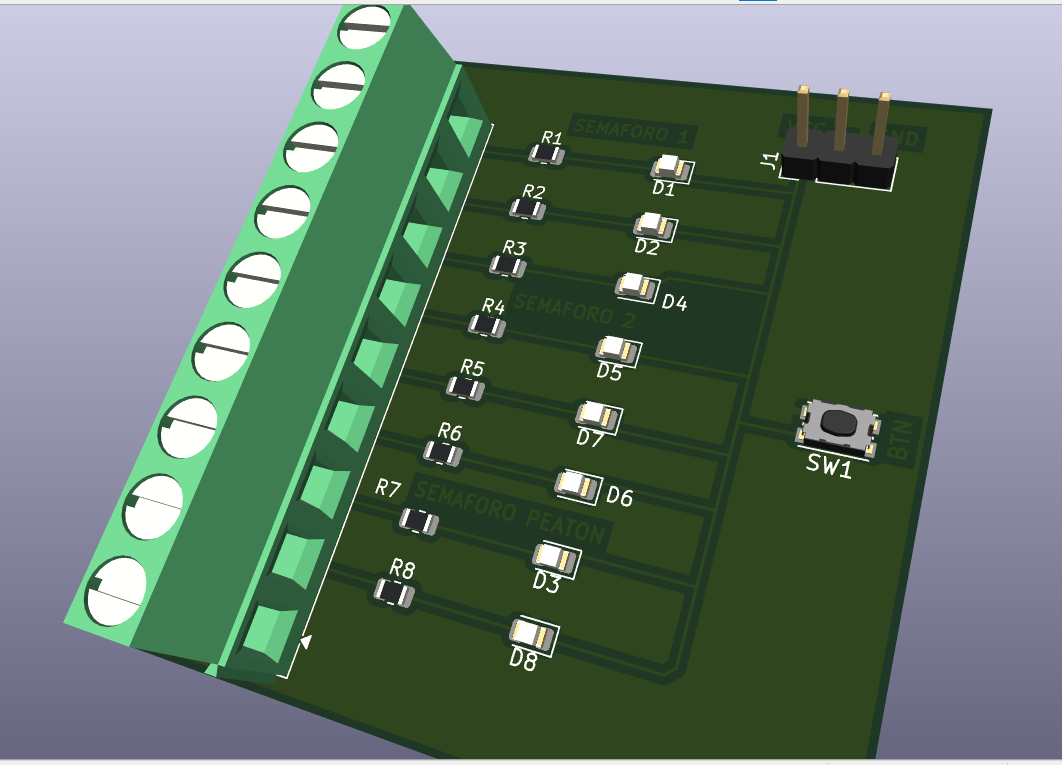 SEMAFORO 1
R1
D1
J1
GND
R2
D2
R3
D4
SEMAFORO 2
R4
D5
R5
D7
SW1
BTN
R6
D6
R7
SEMAFORO PEATON
D3
R8
D8